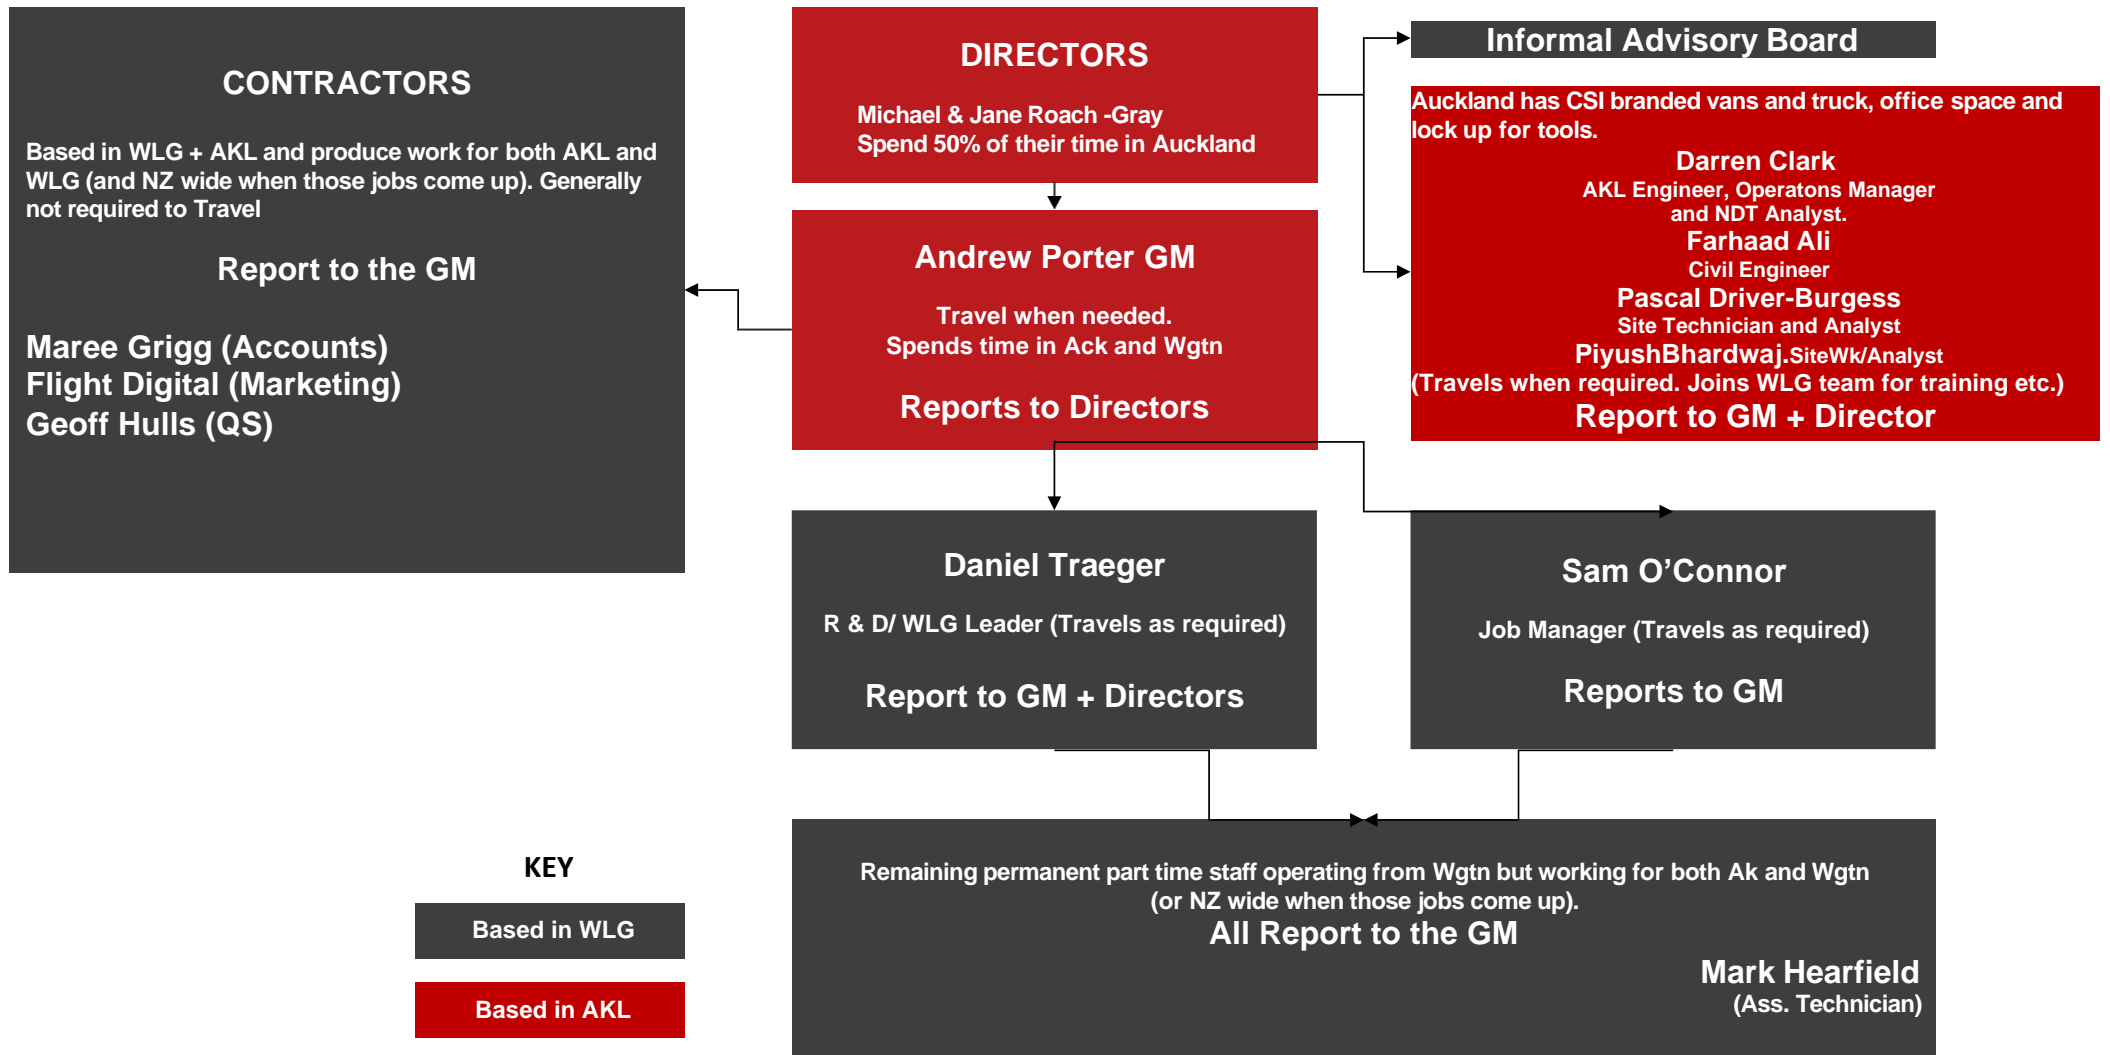 CONTRACTORS
Based in WLG + AKL and produce work for both AKL and
WLG (and NZ wide when those jobs come up). Generally
not required to Travel
Report to the GM
Maree Grigg (Accounts)
Flight Digital (Marketing)
Geoff Hulls (QS)
DIRECTORS
Michael & Jane Roach -Gray
Spend 50% of their time in Auckland
Andrew Porter GM
Travel when needed.
Spends time in Ack and Wgtn
Reports to Directors
Informal Advisory Board
Auckland has CSI branded vans and truck, office space and
lock up for tools.
Darren Clark
AKL Engineer, Operatons Manager
and NDT Analyst.
Farhaad Ali
Civil Engineer
Pascal Driver-Burgess
Site Technician and Analyst
PiyushBhardwaj.SiteWk/Analyst
(Travels when required. Joins WLG team for training etc.)
Report to GM + Director
Daniel Traeger
R & D/ WLG Leader (Travels as required)
Report to GM + Directors
Sam O’Connor
Job Manager (Travels as required)
Reports to GM
Remaining permanent part time staff operating from Wgtn but working for both Ak and Wgtn
(or NZ wide when those jobs come up).
All Report to the GM
Mark Hearfield
(Ass. Technician)
KEY
Based in WLG
Based in AKL